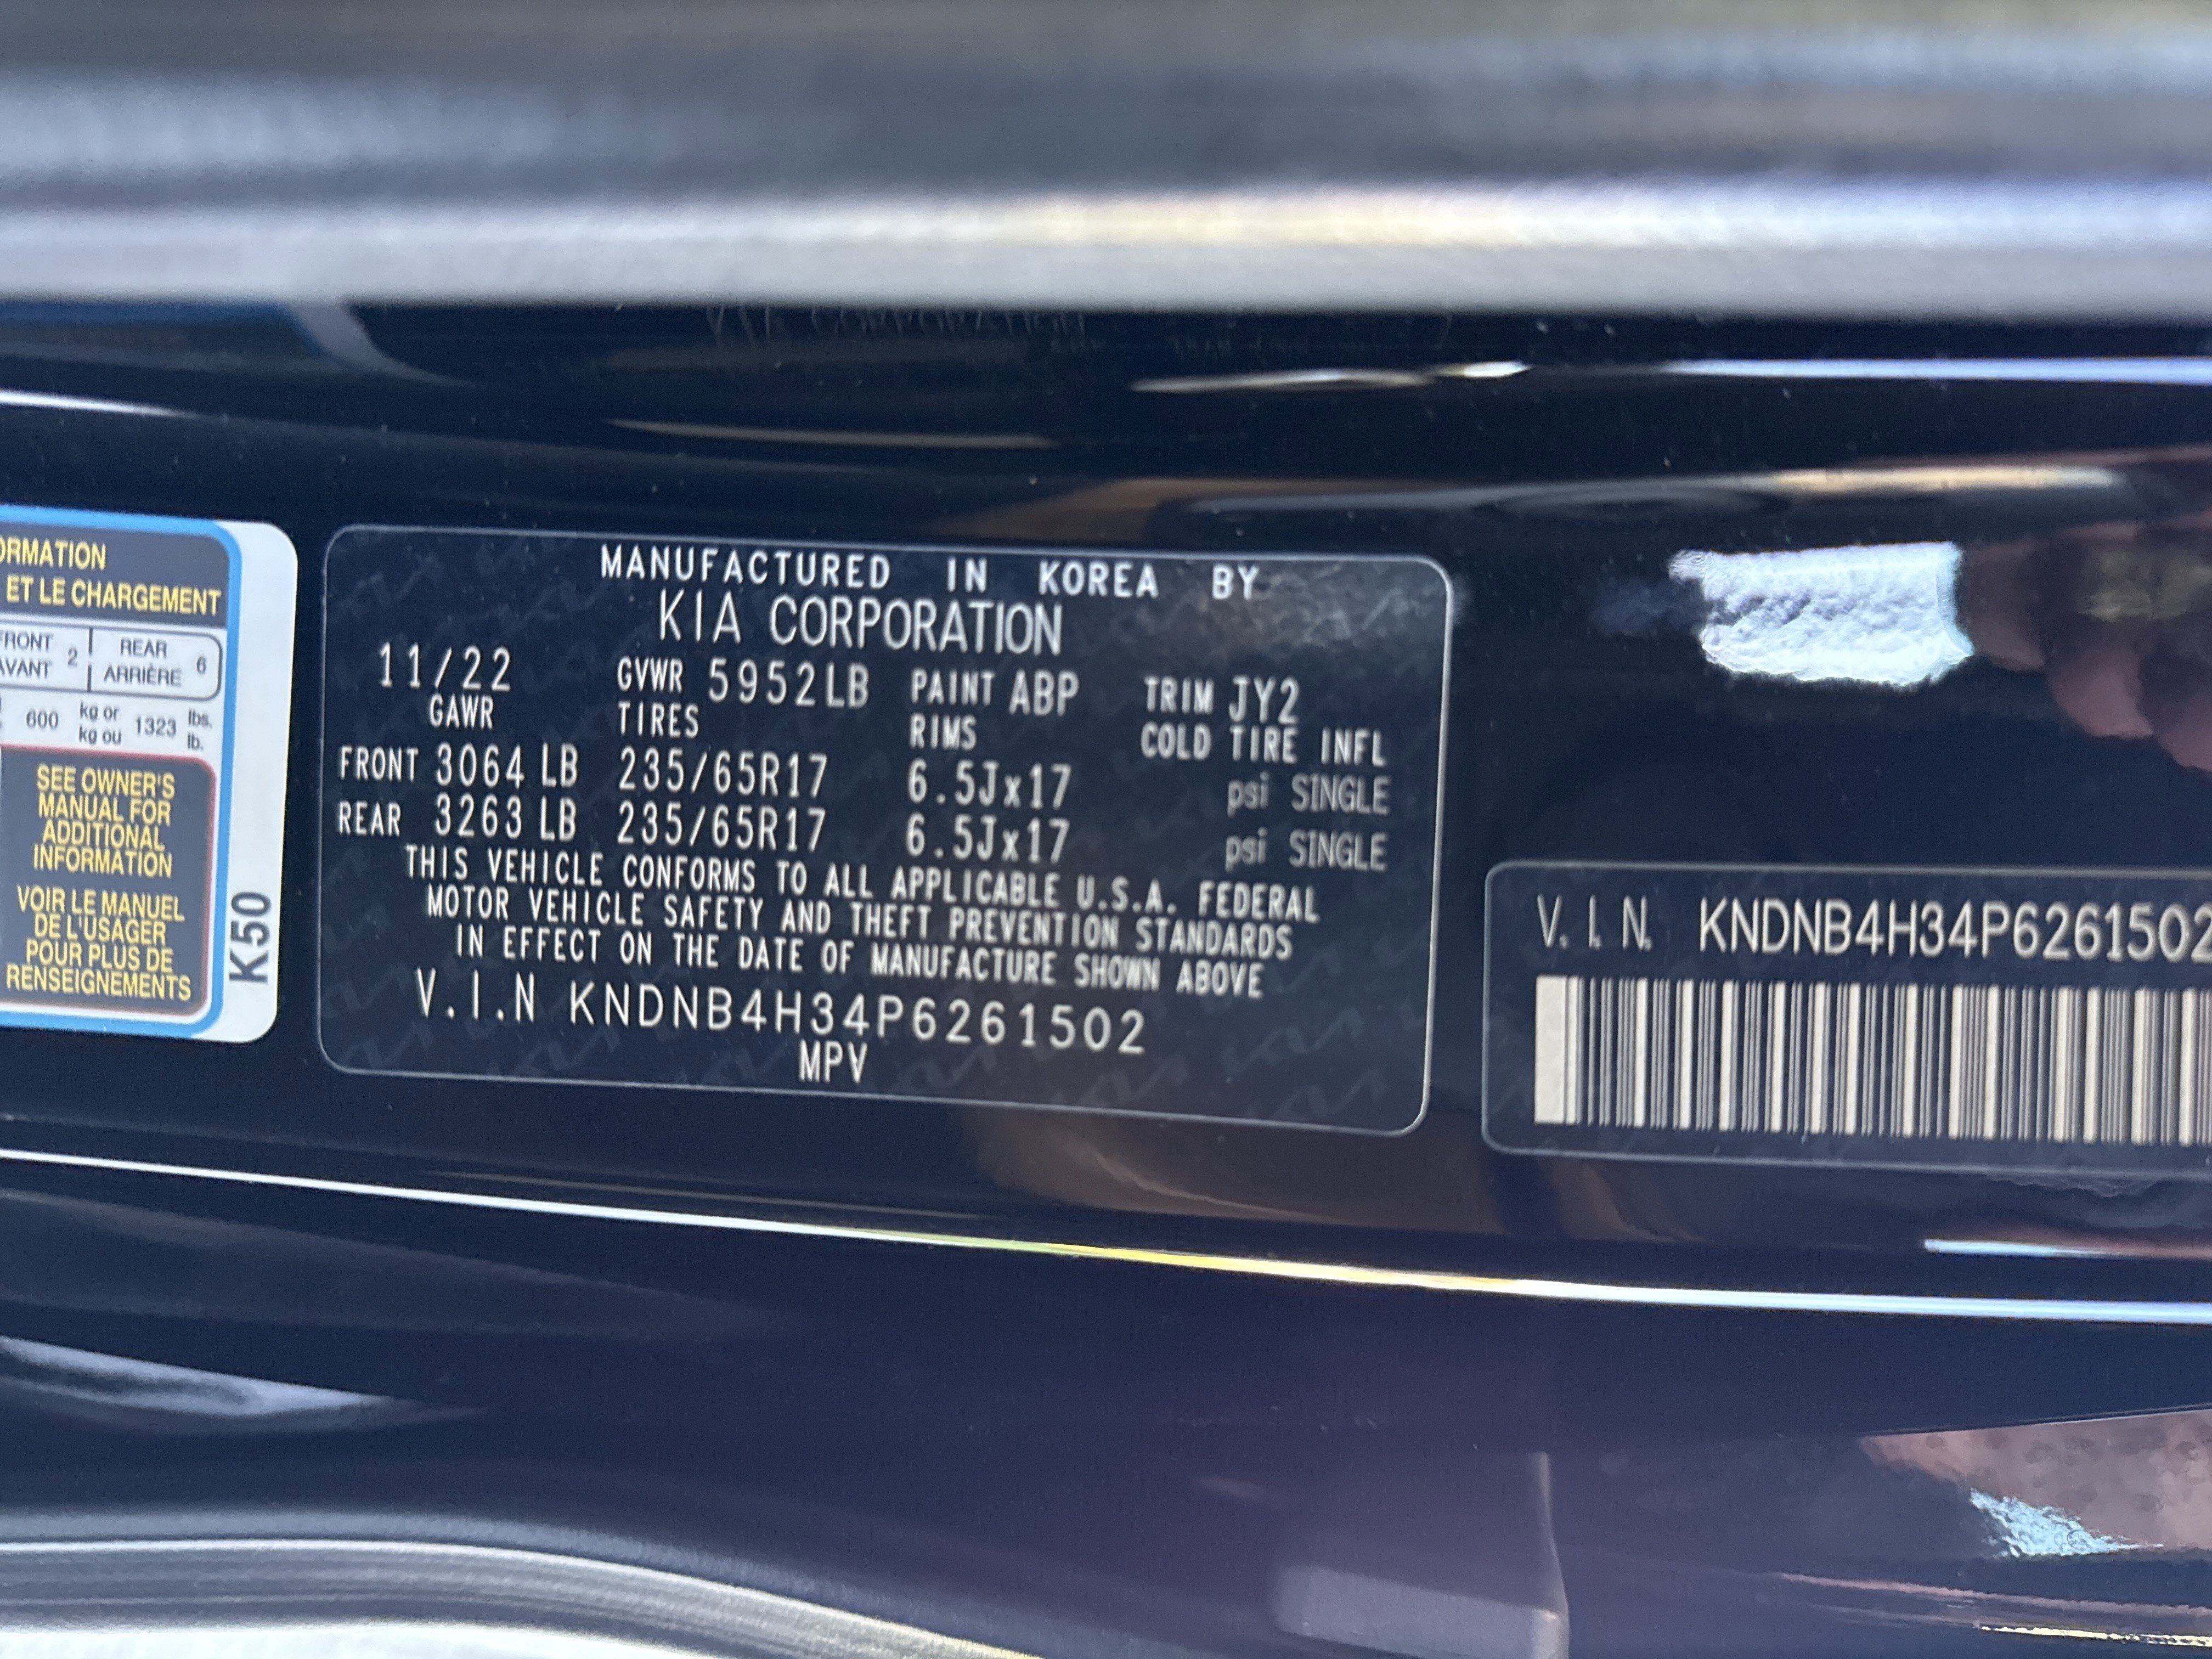 ORMATION
ET LE CHARGEMENT
FRONT 2 REAR 6
AVANT ARRIÈRE
600 kg or 1323 lbs.
kg ou lb.
SEE OWNER'S
MANUAL FOR
ADDITIONAL
INFORMATION
VOIR LE MANUEL
DE L'USAGER
POUR PLUS DE
RENSEIGNEMENTS
K50
MANUFACTURED IN KOREA BY
KIA CORPORATION
11/22 GVWR 5952LB PAINT ABP TRIM JY2
GAWR TIRES RIMS COLD TIRE INFL
FRONT 3064 LB 235/65R17 6.5Jx17 psi SINGLE
REAR 3263 LB 235/65R17 6.5Jx17 psi SINGLE
THIS VEHICLE CONFORMS TO ALL APPLICABLE U.S.A. FEDERAL
MOTOR VEHICLE SAFETY AND THEFT PREVENTION STANDARDS
IN EFFECT ON THE DATE OF MANUFACTURE SHOWN ABOVE
V.I.N KNDNB4H34P6261502
MPV
V.I.N. KNDNB4H34P6261502